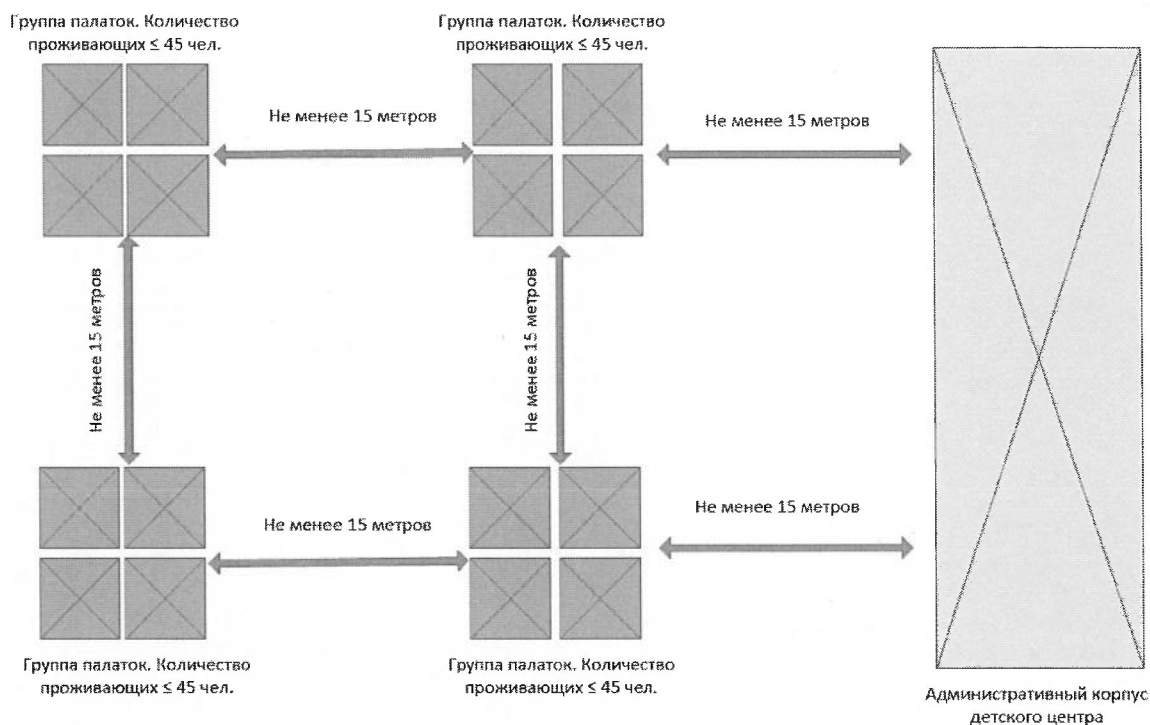 Группа палаток. Количество
проживающих ≤ 45 чел.
Группа палаток. Количество
проживающих ≤ 45 чел.
Не менее 15 метров
Не менее 15 метров
Не менее 15 метров
Не менее 15 метров
Не менее 15 метров
Не менее 15 метров
Группа палаток. Количество
проживающих ≤ 45 чел.
Группа палаток. Количество
проживающих ≤ 45 чел.
Административный корпус
детского центра